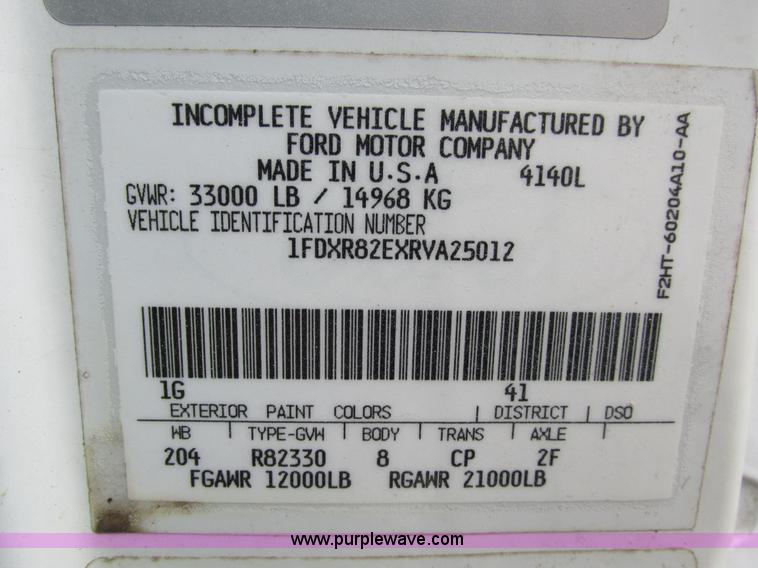 INCOMPLETE VEHICLE MANUFACTURED BY
FORD MOTOR COMPANY
MADE IN U.S.A 4140L
GVWR: 33000 LB / 14968 KG
VEHICLE IDENTIFICATION NUMBER
1FDXR82EXRVA25012
F2HT-60204A10-AA
1G 41
EXTERIOR PAINT COLORS | DISTRICT | DSO
WB | TYPE-GVW | BODY | TRANS | AXLE |
204 R82330 8 CP 2F
FGAWR 12000LB RGAWR 21000LB
www.purplewave.com